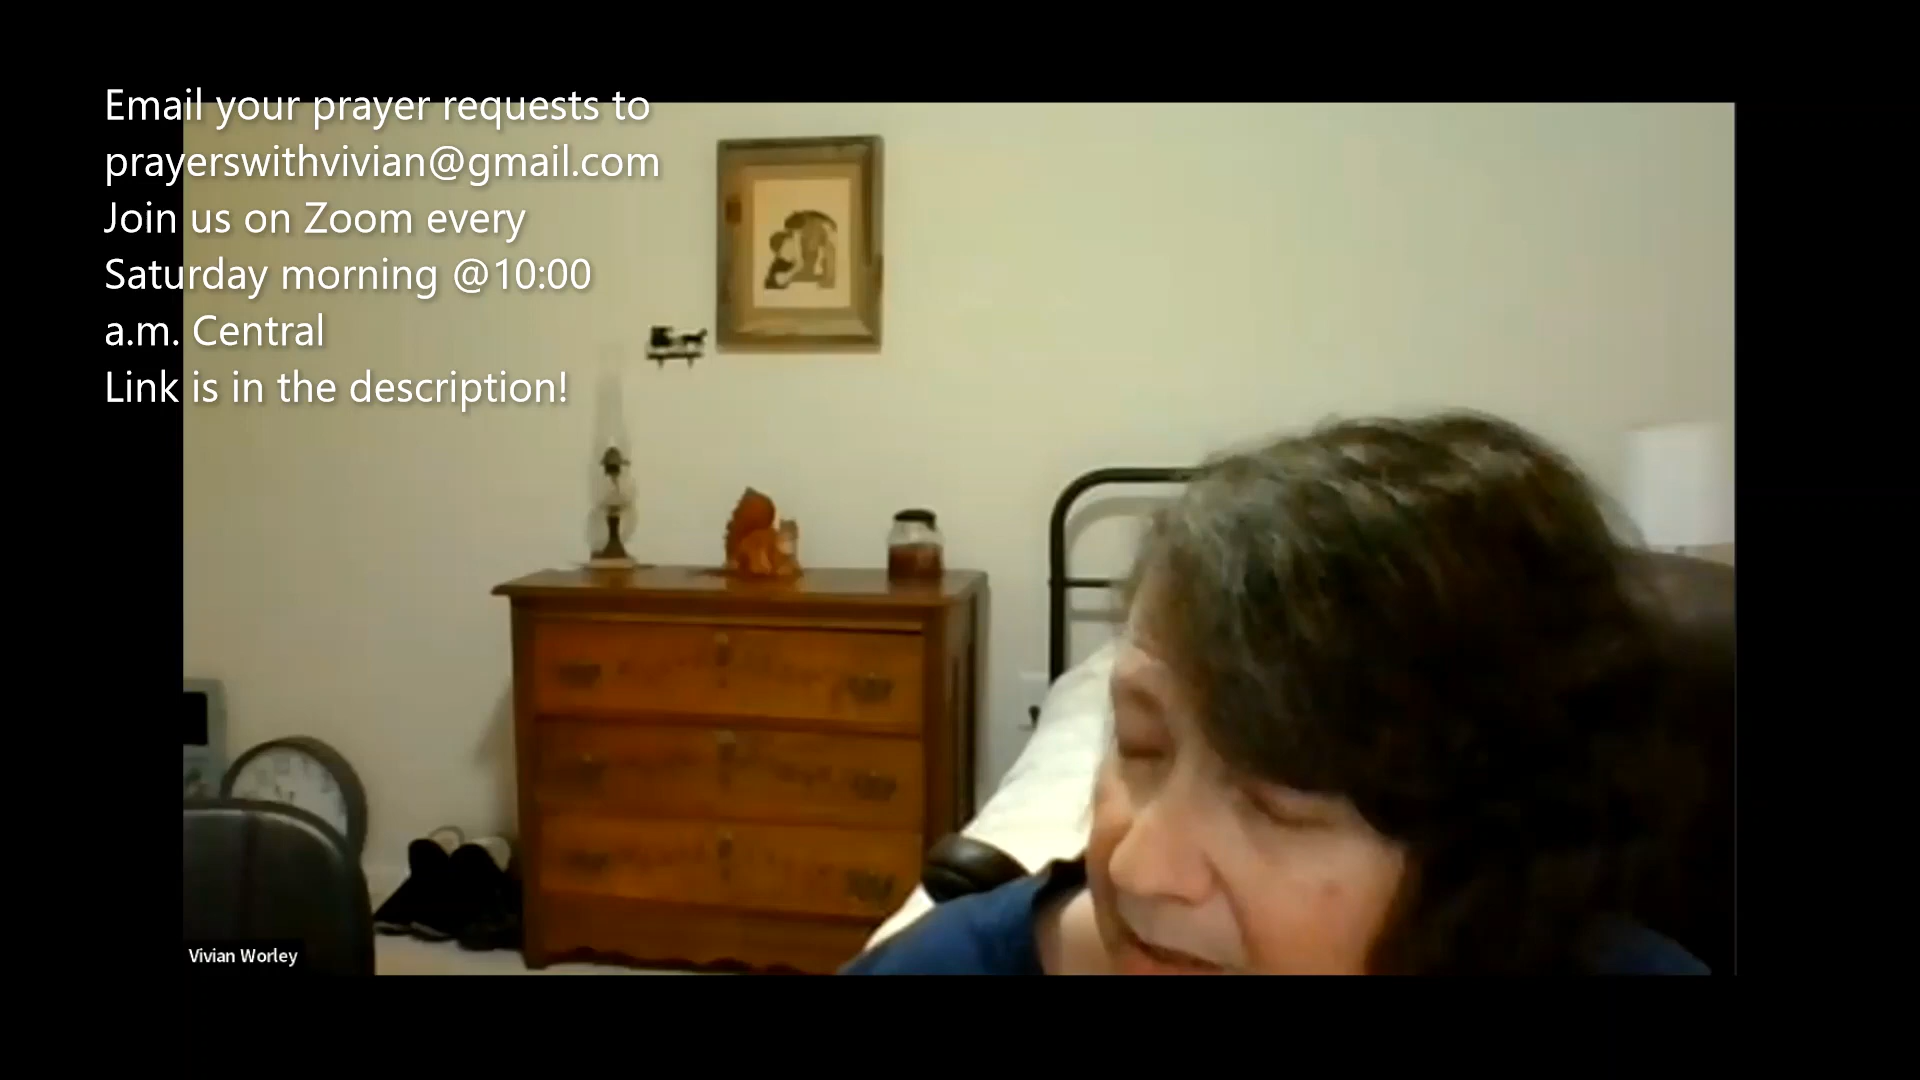 Email your prayer requests to
prayerswithvivian@gmail.com
Join us on Zoom every
Saturday morning @10:00
a.m. Central
Link is in the description!
Vivian Worley